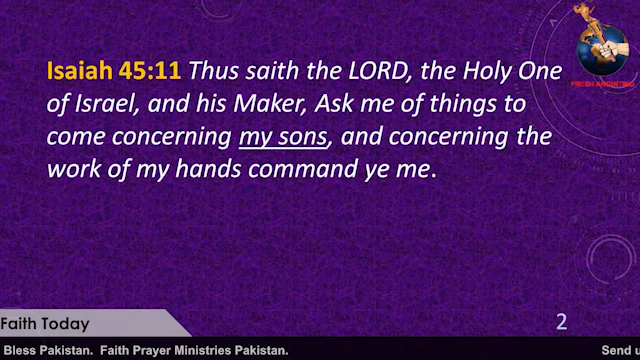 FRESH ANOINTING
Isaiah 45:11 Thus saith the LORD, the Holy One
of Israel, and his Maker, Ask me of things to
come concerning my sons, and concerning the
work of my hands command ye me.
Faith Today
2
Bless Pakistan. Faith Prayer Ministries Pakistan.
Send u